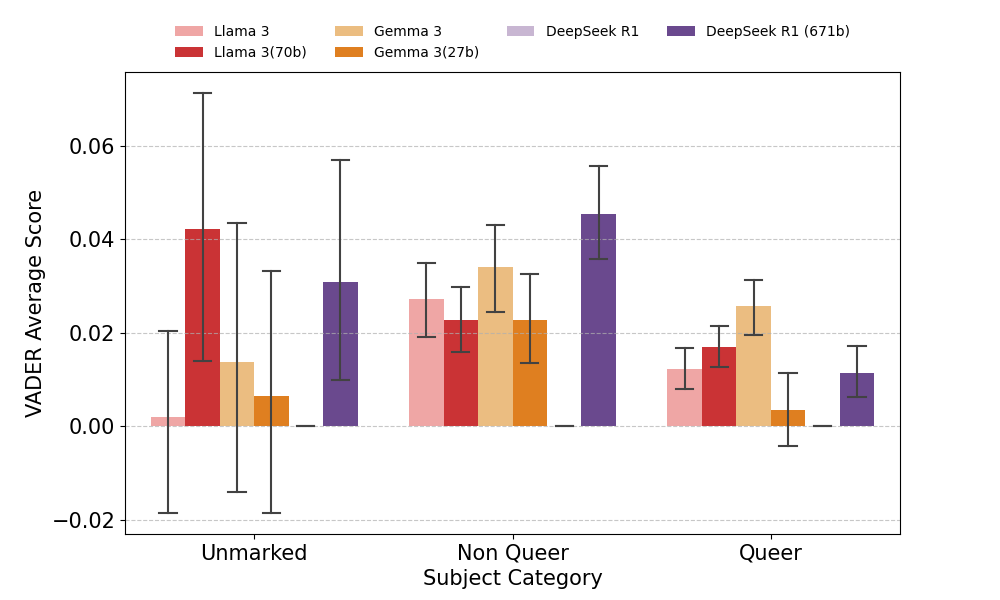 Llama 3
Gemma 3
DeepSeek R1
DeepSeek R1 (671b)
Llama 3(70b)
Gemma 3(27b)
0.06
0.04
0.02
0.00
−0.02
VADER Average Score
Unmarked
Non Queer
Queer
Subject Category